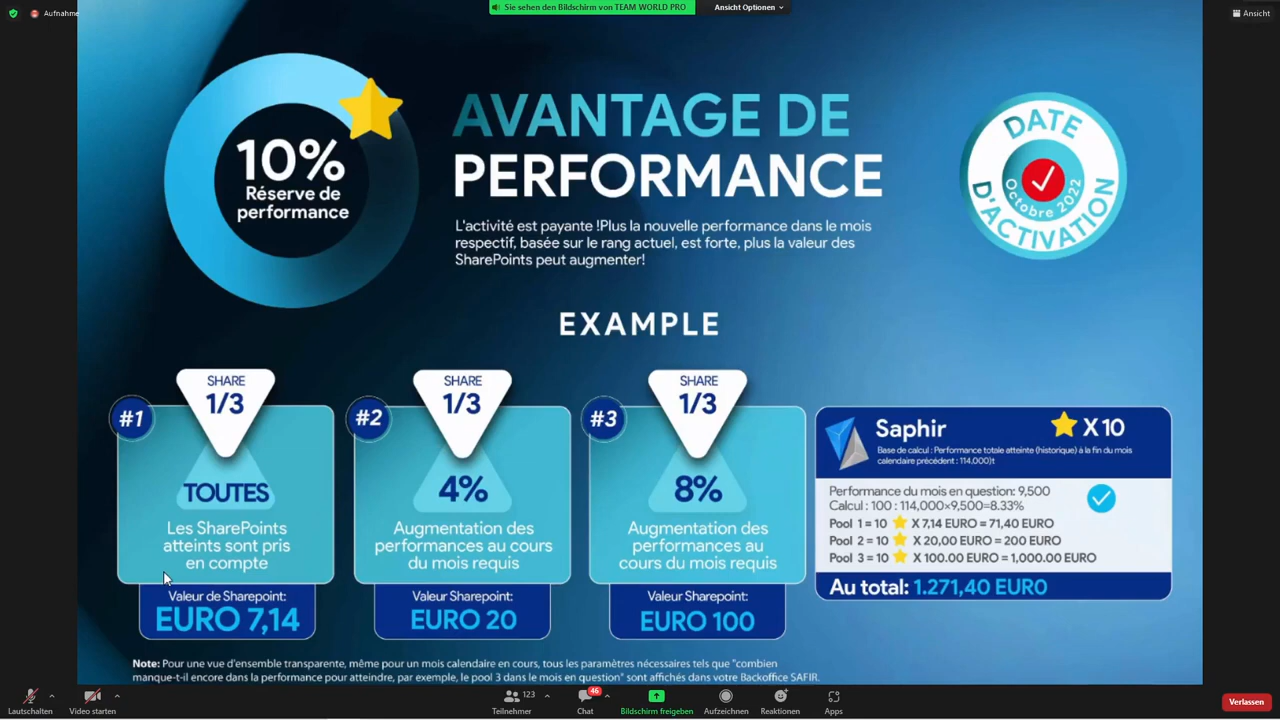 Aufnahme
Sie sehen den Bildschirm von TEAM WORLD PRO
Ansicht Optionen
Ansicht
10%
Réserve de
performance
AVANTAGE DE
PERFORMANCE
L'activité est payante !Plus la nouvelle performance dans le mois
respectif, basée sur le rang actuel, est forte, plus la valeur des
SharePoints peut augmenter!
DATE
D'ACTIVATION
Octobre 2022
EXAMPLE
#1
SHARE
1/3
TOUTES
Les SharePoints
atteints sont pris
en compte
Valeur de Sharepoint:
EURO 7,14
#2
SHARE
1/3
4%
Augmentation des
performances au cours
du mois requis
Valeur Sharepoint:
EURO 20
#3
SHARE
1/3
8%
Augmentation des
performances au
cours du mois requis
Valeur Sharepoint:
EURO 100
Saphir
X 10
Base de calcul : Performance totale atteinte (historique) à la fin du mois
calendaire précédent : 114,000)t
Performance du mois en question: 9,500
Calcul : 100 : 114,000×9,500=8.33%
Pool 1 = 10 X 7,14 EURO = 71,40 EURO
Pool 2 = 10 X 20,00 EURO = 200 EURO
Pool 3 = 10 X 100.00 EURO = 1,000.00 EURO
Au total: 1.271,40 EURO
Note: Pour une vue d'ensemble transparente, même pour un mois calendaire en cours, tous les paramètres nécessaires tels que "combien
manque-t-il encore dans la performance pour atteindre, par exemple, le pool 3 dans le mois en question" sont affichés dans votre Backoffice SAFIR.
Lautschalten
Video starten
123
Teilnehmer
46
Chat
Bildschirm freigeben
Aufzeichnen
Reaktionen
Apps
Verlassen